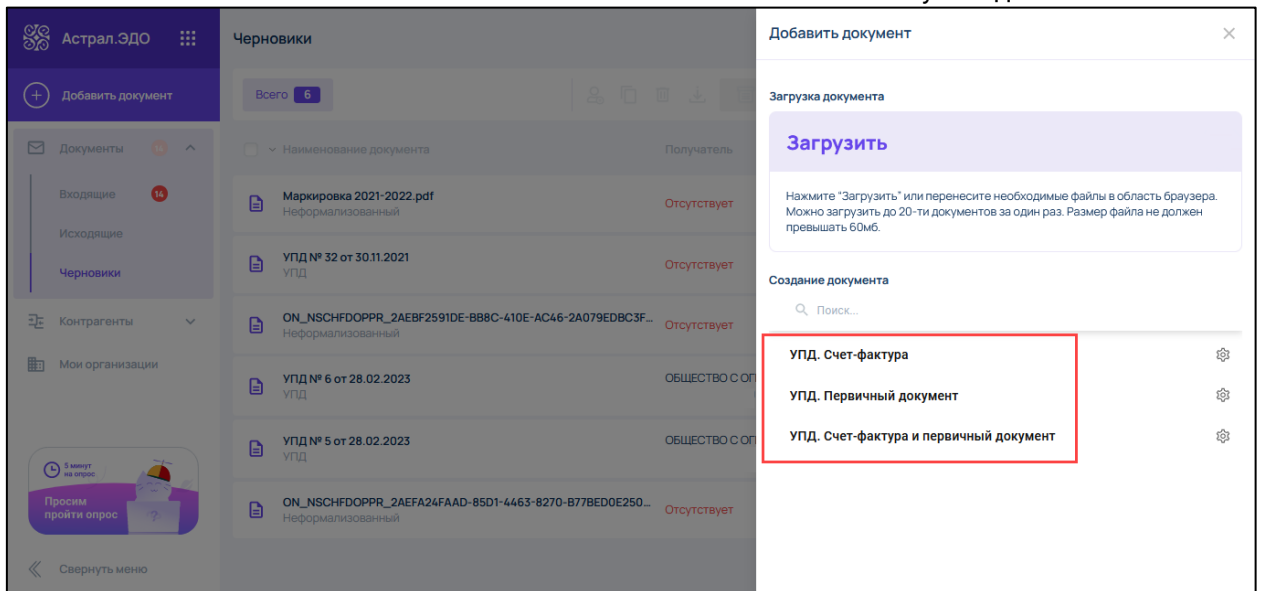 Астрал.ЭДО
Добавить документ
Документы
Входящие 14
Исходящие
Черновики
Контрагенты
Мои организации
5 минут
на опрос
Просим
пройти опрос
Свернуть меню
Черновики
Всего 6
Наименование документа Получатель
Маркировка 2021-2022.pdf
Неформализованный
Отсутствует
УПД № 32 от 30.11.2021
УПД
Отсутствует
ON_NSCHFDOPPR_2AEBF2591DE-BB8C-410E-AC46-2A079EDBC3F...
Неформализованный
Отсутствует
УПД № 6 от 28.02.2023
УПД
ОБЩЕСТВО С ОГ
УПД № 5 от 28.02.2023
УПД
ОБЩЕСТВО С ОГ
ON_NSCHFDOPPR_2AEFA24FAAD-85D1-4463-8270-B77BED0E250...
Неформализованный
Отсутствует
Добавить документ
Загрузка документа
Загрузить
Нажмите "Загрузить" или перенесите необходимые файлы в область браузера.
Можно загрузить до 20-ти документов за один раз. Размер файла не должен
превышать 60мб.
Создание документа
Поиск...
УПД. Счет-фактура
УПД. Первичный документ
УПД. Счет-фактура и первичный документ